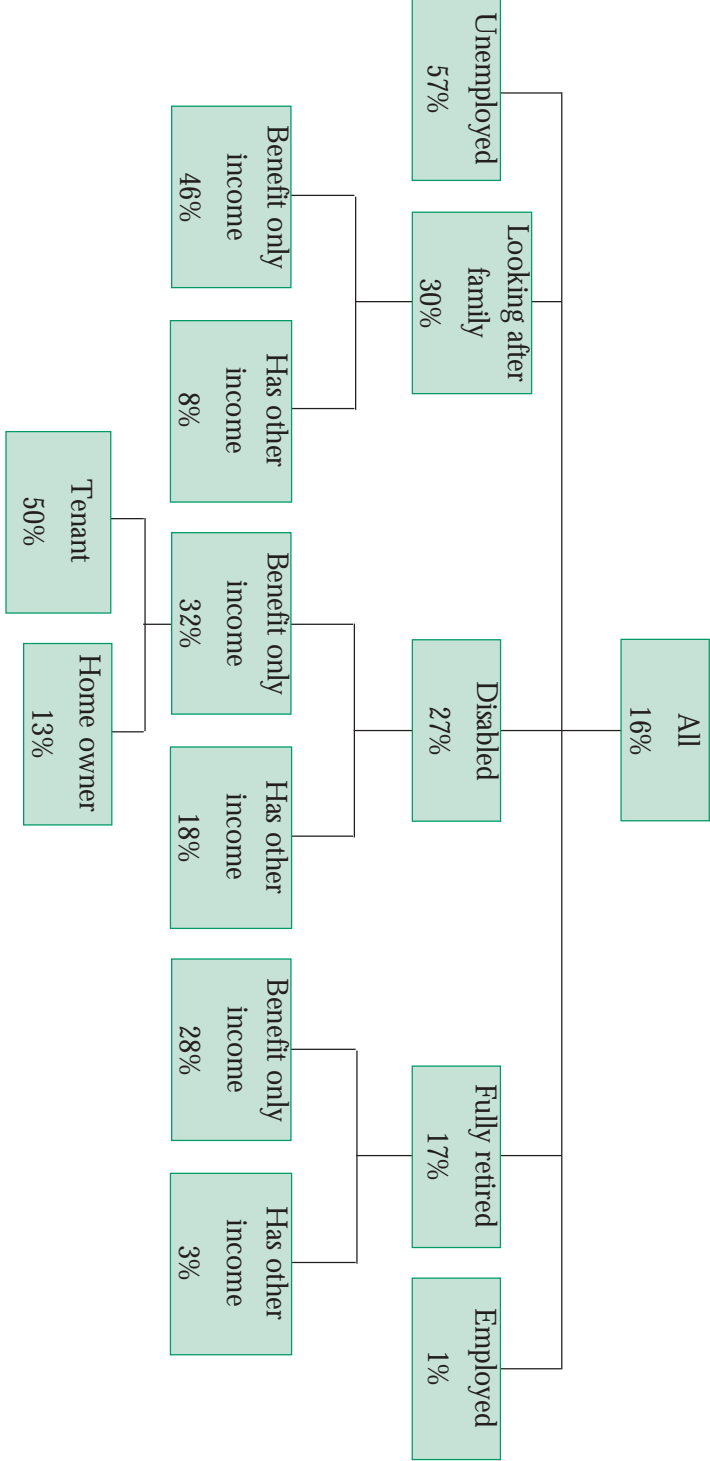 All
16%
Unemployed
57%
Looking after
family
30%
Disabled
27%
Fully retired
17%
Employed
1%
Benefit only
income
46%
Has other
income
8%
Benefit only
income
32%
Has other
income
18%
Benefit only
income
28%
Has other
income
3%
Tenant
50%
Home owner
13%